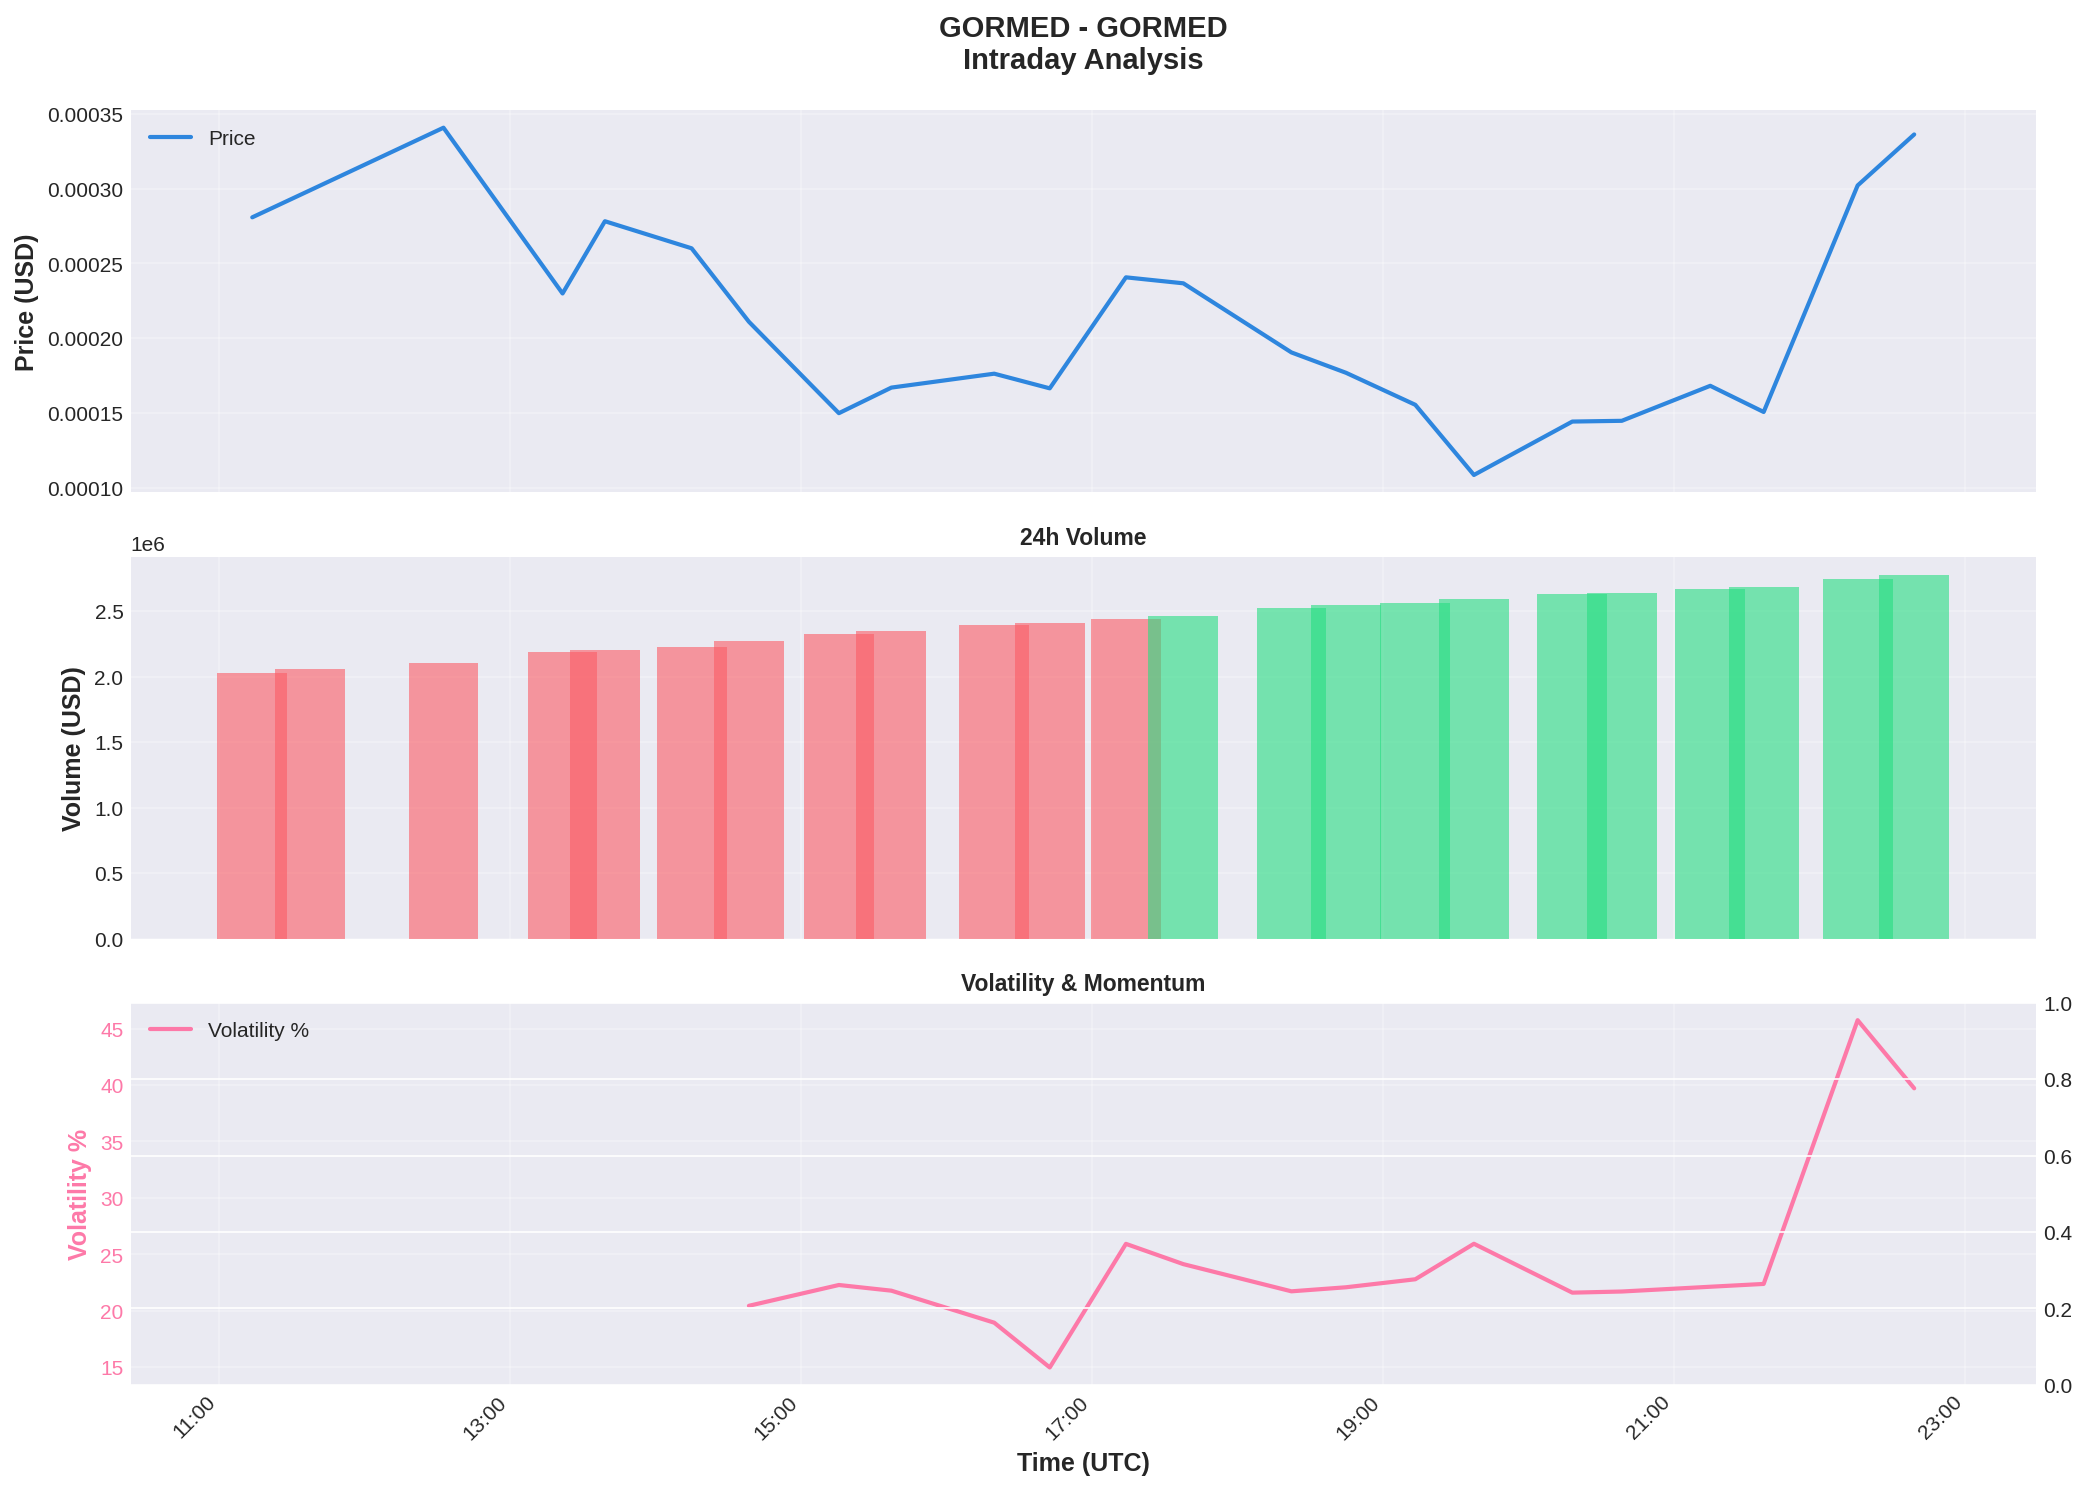 GORMED - GORMED
Intraday Analysis
0.00035
0.00030
0.00025
0.00020
0.00015
0.00010
Price (USD)
Price
24h Volume
1e6
2.5
2.0
1.5
1.0
0.5
0.0
Volume (USD)
Volatility & Momentum
45
40
35
30
25
20
15
Volatility %
Volatility %
1.0
0.8
0.6
0.4
0.2
0.0
11:00
13:00
15:00
17:00
19:00
21:00
23:00
Time (UTC)